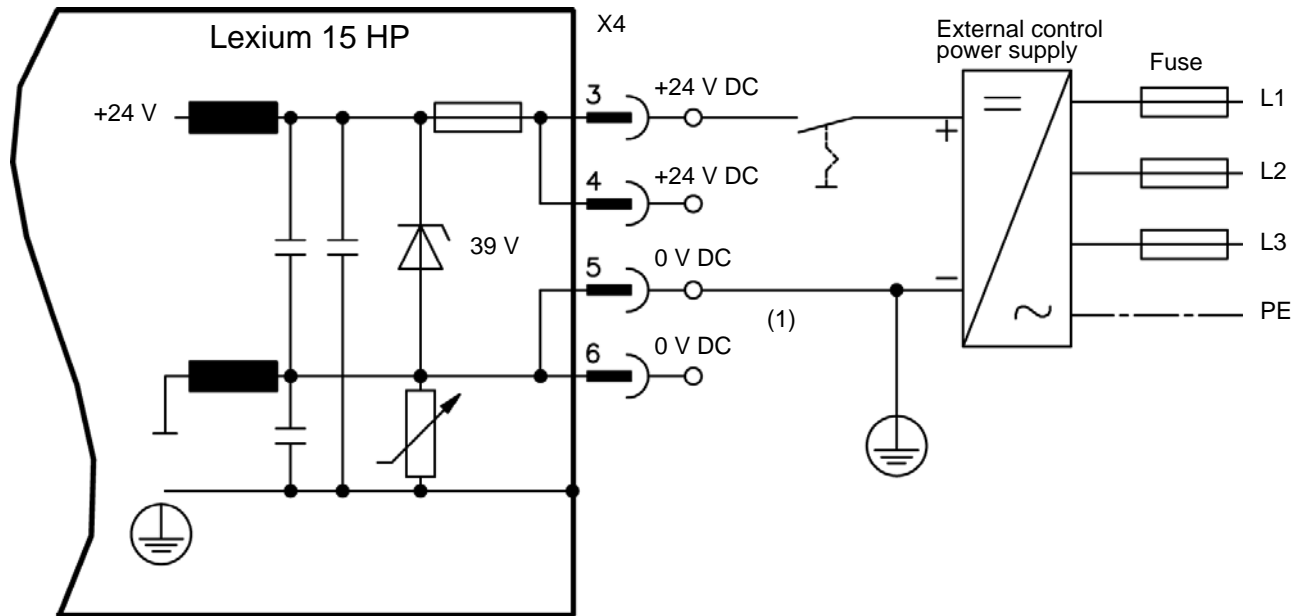 Lexium 15 HP
X4
External control
power supply
Fuse
+24 V
3
+24 V DC
L1
4
+24 V DC
L2
39 V
5
0 V DC
L3
(1)
PE
6
0 V DC